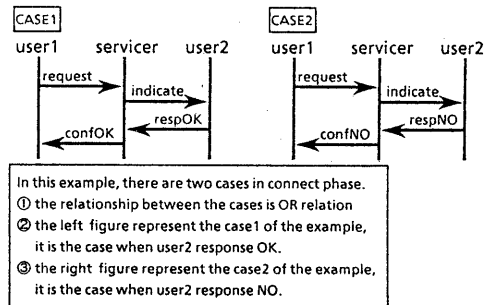 CASE1
CASE2
user1 servicer user2
user1 servicer user2
request
indicate
respOK
confOK
request
indicate
respNO
confNO
In this example, there are two cases in connect phase.
① the relationship between the cases is OR relation
② the left figure represent the case1 of the example,
it is the case when user2 response OK.
③ the right figure represent the case2 of the example,
it is the case when user2 response NO.